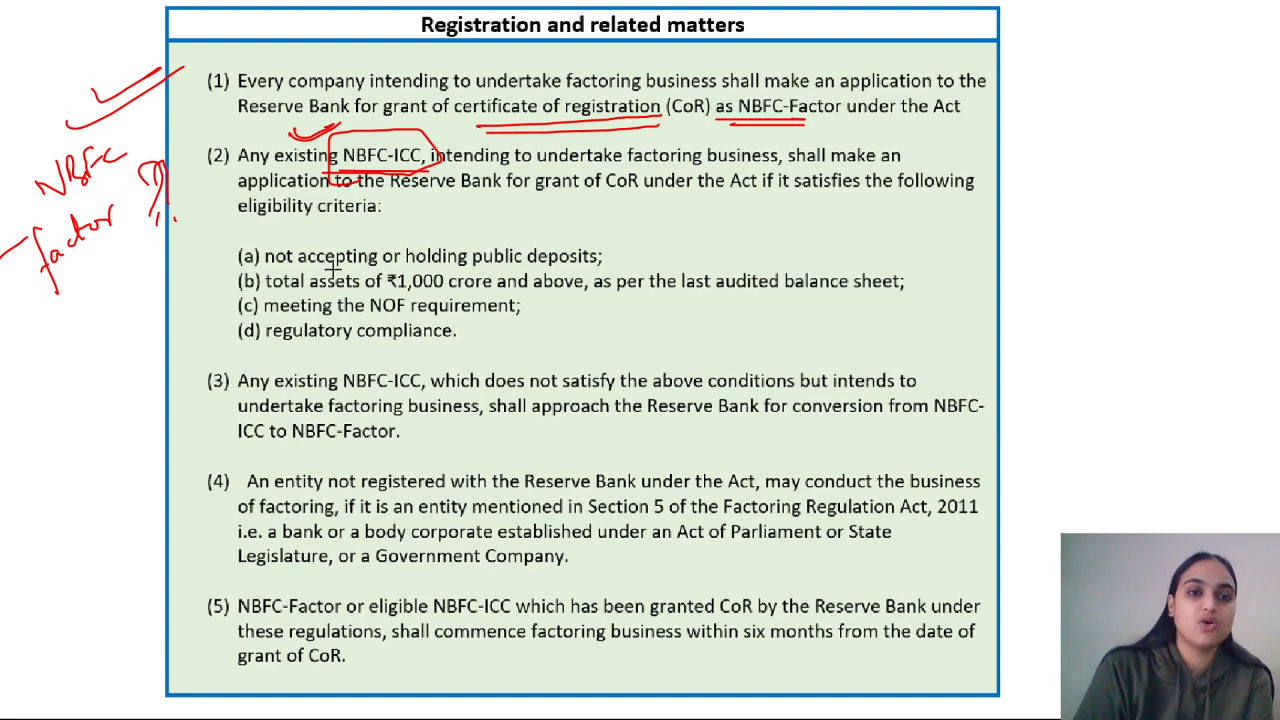 Registration and related matters
(1) Every company intending to undertake factoring business shall make an application to the
Reserve Bank for grant of certificate of registration (CoR) as NBFC-Factor under the Act
(2) Any existing NBFC-ICC, intending to undertake factoring business, shall make an
application to the Reserve Bank for grant of CoR under the Act if it satisfies the following
eligibility criteria:
(a) not accepting or holding public deposits;
(b) total assets of ₹1,000 crore and above, as per the last audited balance sheet;
(c) meeting the NOF requirement;
(d) regulatory compliance.
(3) Any existing NBFC-ICC, which does not satisfy the above conditions but intends to
undertake factoring business, shall approach the Reserve Bank for conversion from NBFC-
ICC to NBFC-Factor.
(4) An entity not registered with the Reserve Bank under the Act, may conduct the business
of factoring, if it is an entity mentioned in Section 5 of the Factoring Regulation Act, 2011
i.e. a bank or a body corporate established under an Act of Parliament or State
Legislature, or a Government Company.
(5) NBFC-Factor or eligible NBFC-ICC which has been granted CoR by the Reserve Bank under
these regulations, shall commence factoring business within six months from the date of
grant of CoR.
NBFC
factor